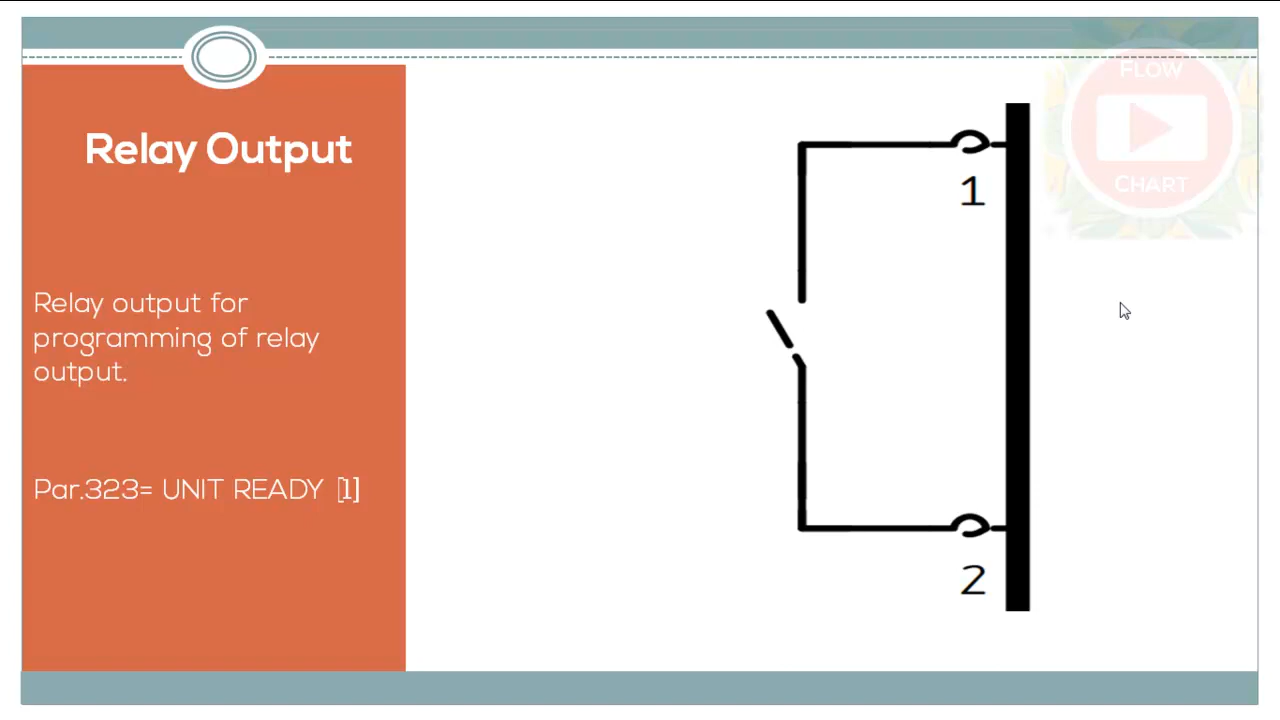 Relay Output
Relay output for
programming of relay
output.
Par.323= UNIT READY [1]
1
2
FLOW
CHART